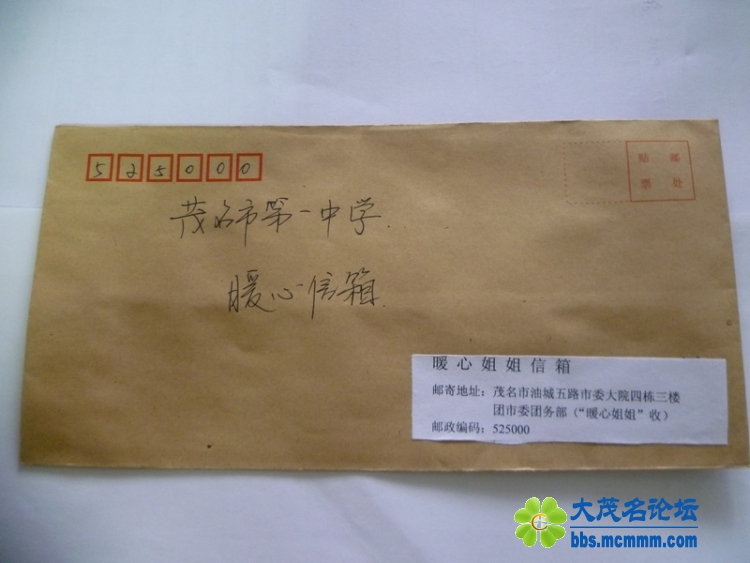 525000
贴 邮
票 处
茂名市第一中学.
暖心信箱.
暖心姐姐信箱
邮寄地址：茂名市油城五路市委大院四栋三楼
团市委团务部（“暖心姐姐”收）
邮政编码：525000
大茂名论坛
bbs.mcmmm.com